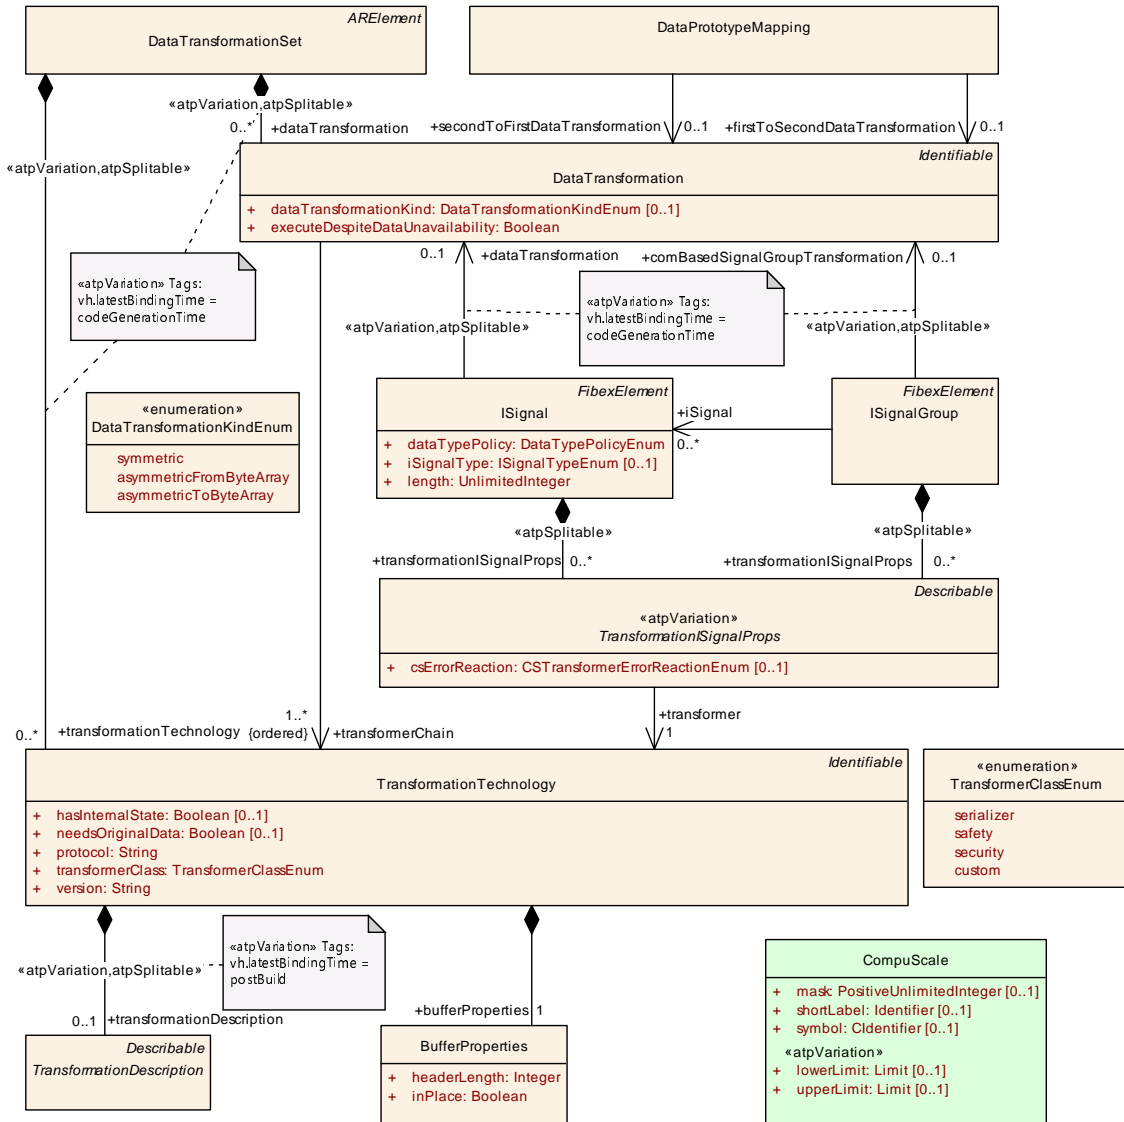 ARElement
DataTransformationSet
DataPrototypeMapping
«atpVariation,atpSplitable»
0..*
+dataTransformation
+secondToFirstDataTransformation
0..1
+firstToSecondDataTransformation
0..1
«atpVariation,atpSplitable»
Identifiable
DataTransformation
+ dataTransformationKind: DataTransformationKindEnum [0..1]
+ executeDespiteDataUnavailability: Boolean
0..1
+dataTransformation
+comBasedSignalGroupTransformation
0..1
«atpVariation» Tags:
vh.latestBindingTime =
codeGenerationTime
«atpVariation» Tags:
vh.latestBindingTime =
codeGenerationTime
«atpVariation,atpSplitable»
«atpVariation,atpSplitable»
«enumeration»
DataTransformationKindEnum
symmetric
asymmetricFromByteArray
asymmetricToByteArray
FibexElement
ISignal
+ dataTypePolicy: DataTypePolicyEnum
+ iSignalType: ISignalTypeEnum [0..1]
+ length: UnlimitedInteger
+iSignal
0..*
FibexElement
ISignalGroup
«atpSplitable»
+transformationISignalProps
0..*
«atpSplitable»
+transformationISignalProps
0..*
Describable
«atpVariation»
TransformationISignalProps
+ csErrorReaction: CSTransformerErrorReactionEnum [0..1]
0..*
+transformationTechnology
1..*
{ordered}
+transformerChain
+transformer
1
Identifiable
TransformationTechnology
+ hasInternalState: Boolean [0..1]
+ needsOriginalData: Boolean [0..1]
+ protocol: String
+ transformerClass: TransformerClassEnum
+ version: String
«enumeration»
TransformerClassEnum
serializer
safety
security
custom
«atpVariation,atpSplitable»
«atpVariation» Tags:
vh.latestBindingTime =
postBuild
0..1
+transformationDescription
+bufferProperties
1
Describable
TransformationDescription
BufferProperties
+ headerLength: Integer
+ inPlace: Boolean
CompuScale
+ mask: PositiveUnlimitedInteger [0..1]
+ shortLabel: Identifier [0..1]
+ symbol: CIdentifier [0..1]
«atpVariation»
+ lowerLimit: Limit [0..1]
+ upperLimit: Limit [0..1]